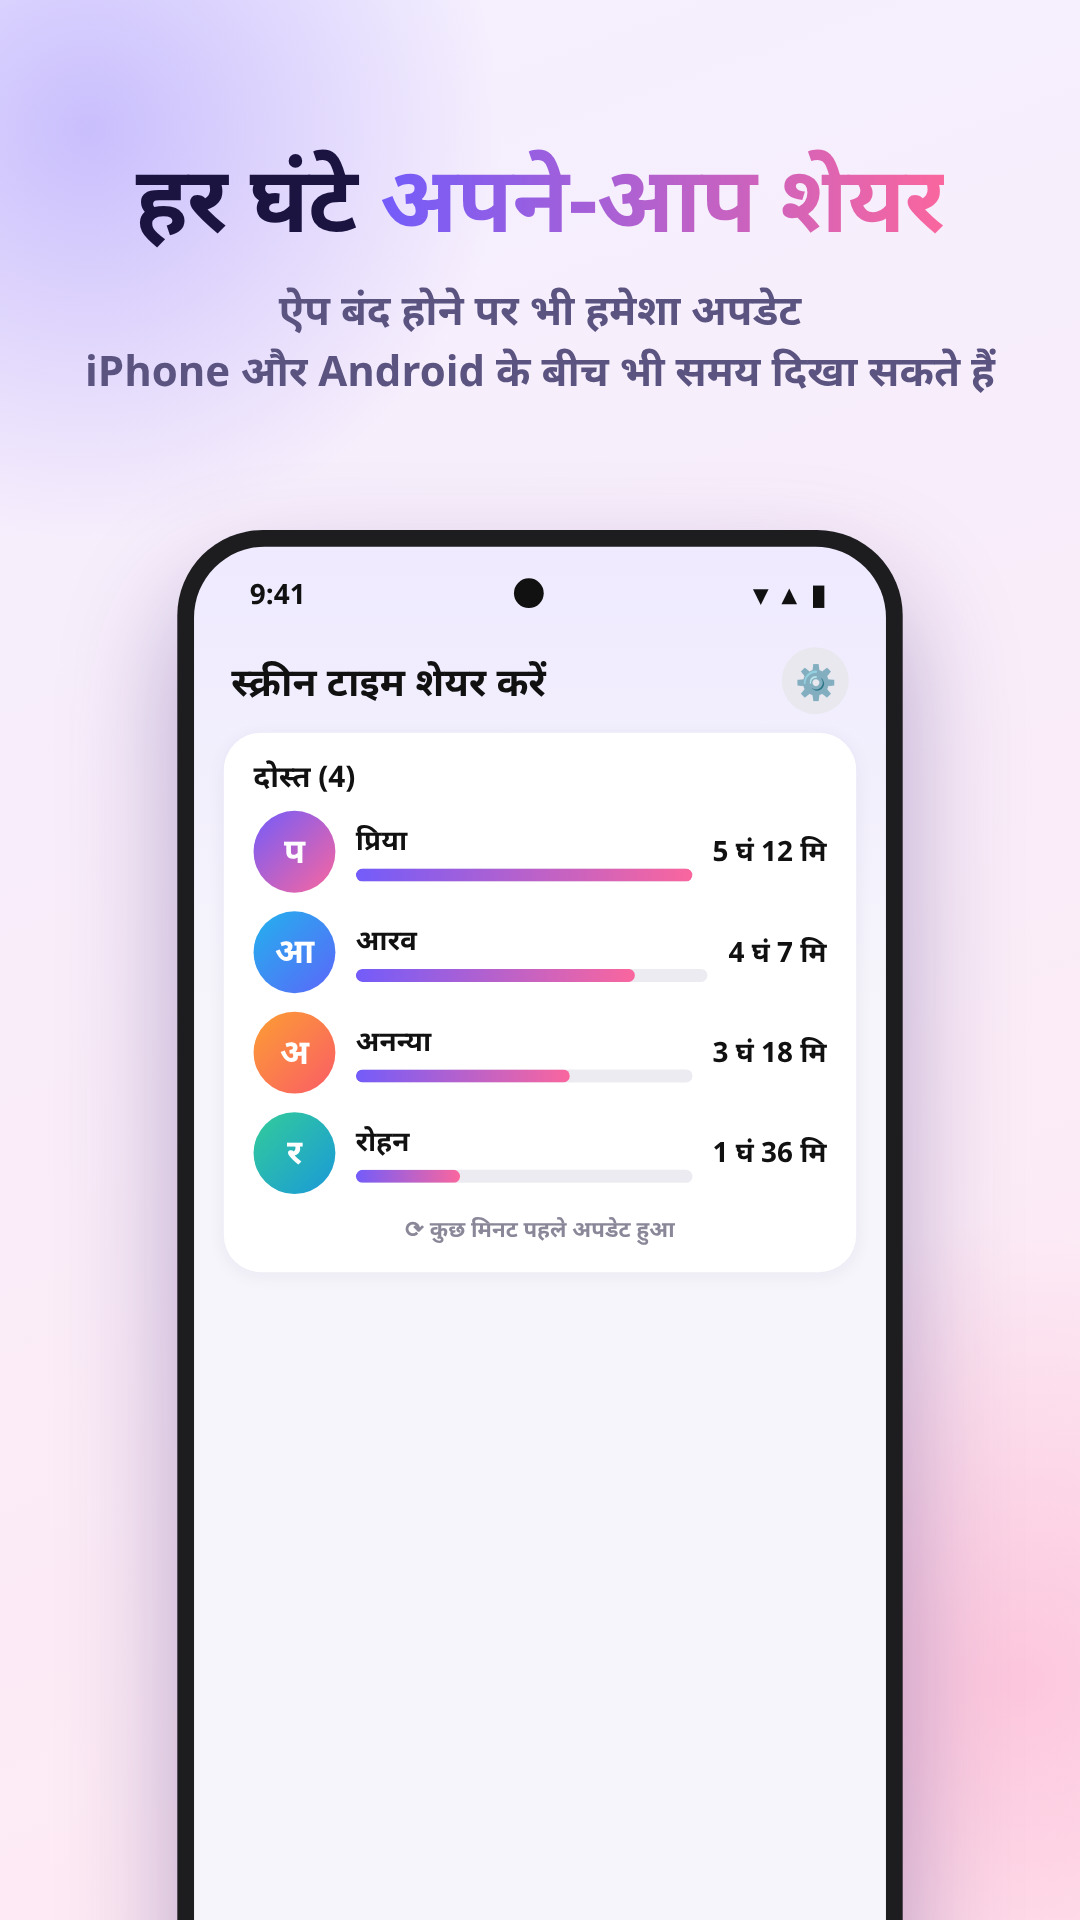 हर घंटे अपने-आप शेयर
ऐप बंद होने पर भी हमेशा अपडेट
iPhone और Android के बीच भी समय दिखा सकते हैं
9:41
स्क्रीन टाइम शेयर करें
दोस्त (4)
प
प्रिया
5 घं 12 मि
आ
आरव
4 घं 7 मि
अ
अनन्या
3 घं 18 मि
र
रोहन
1 घं 36 मि
⟳ कुछ मिनट पहले अपडेट हुआ